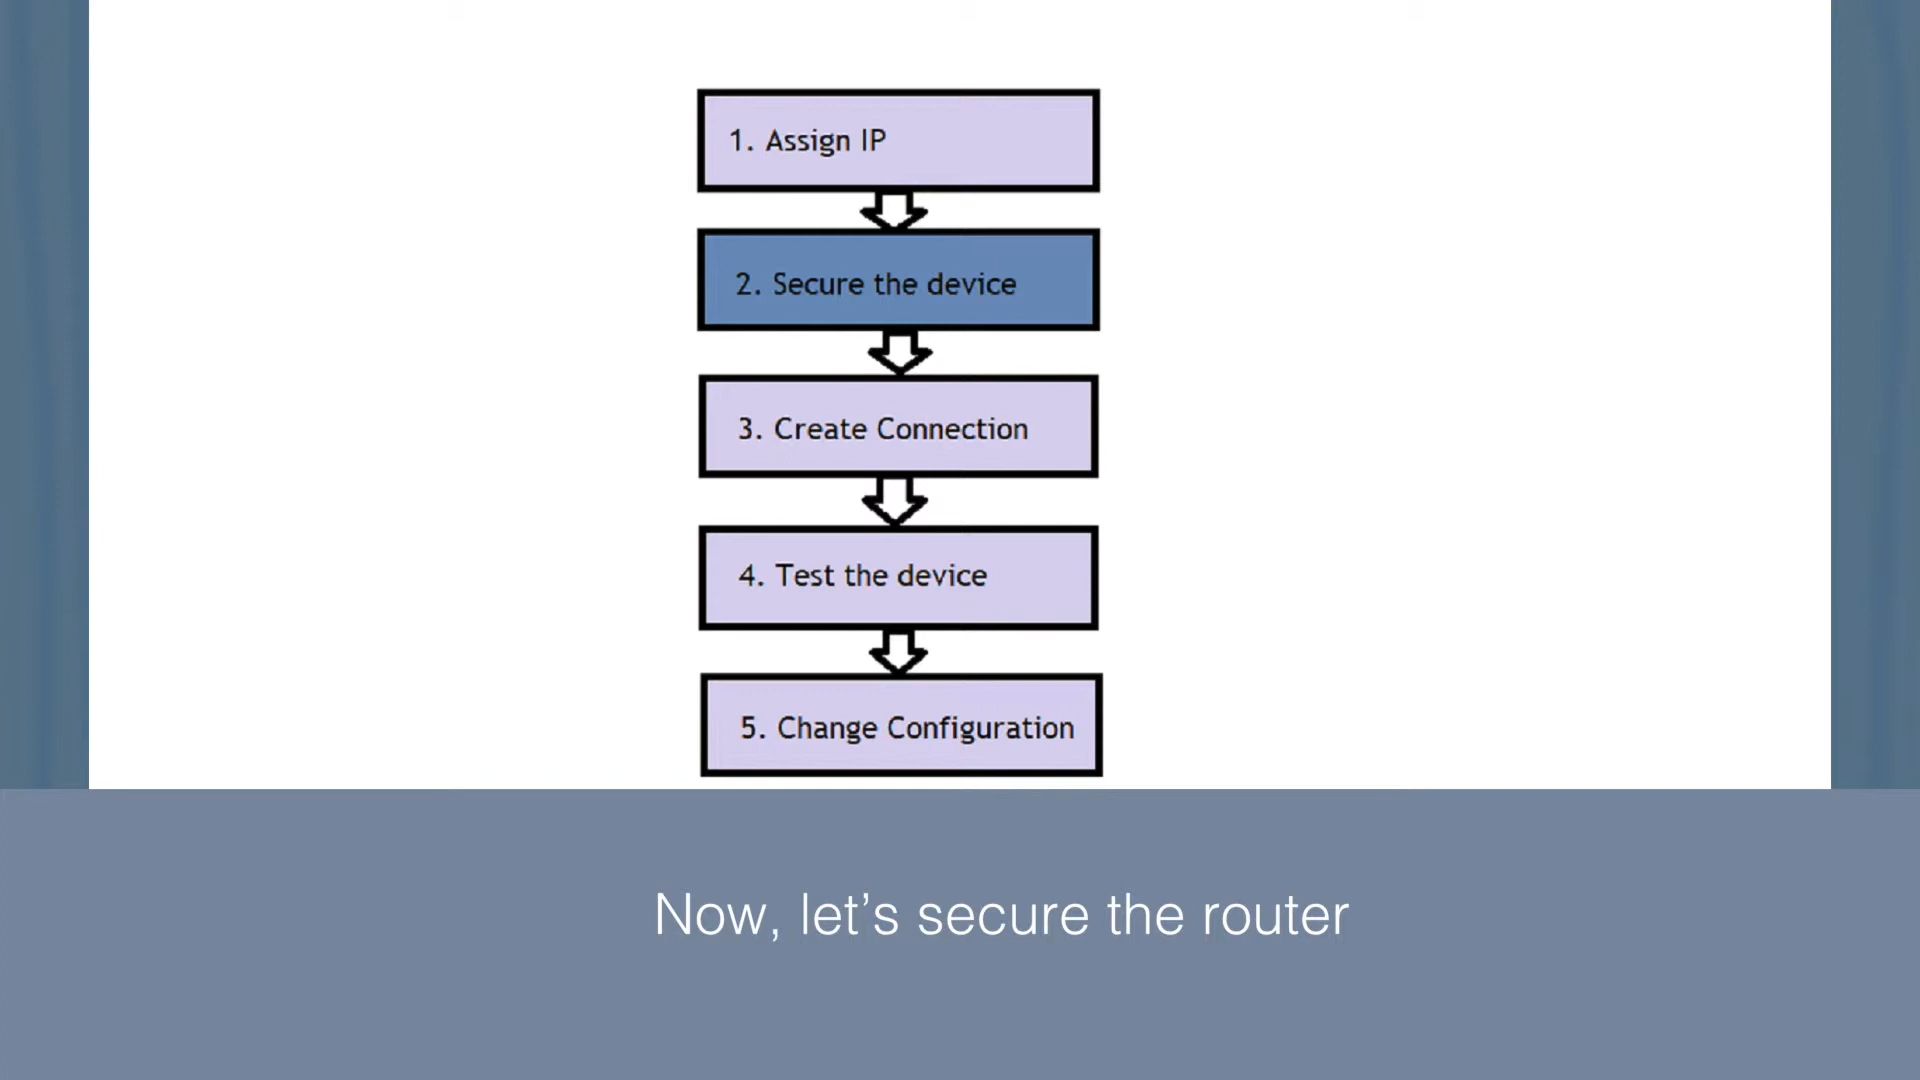 1. Assign IP
2. Secure the device
3. Create Connection
4. Test the device
5. Change Configuration
Now, let’s secure the router